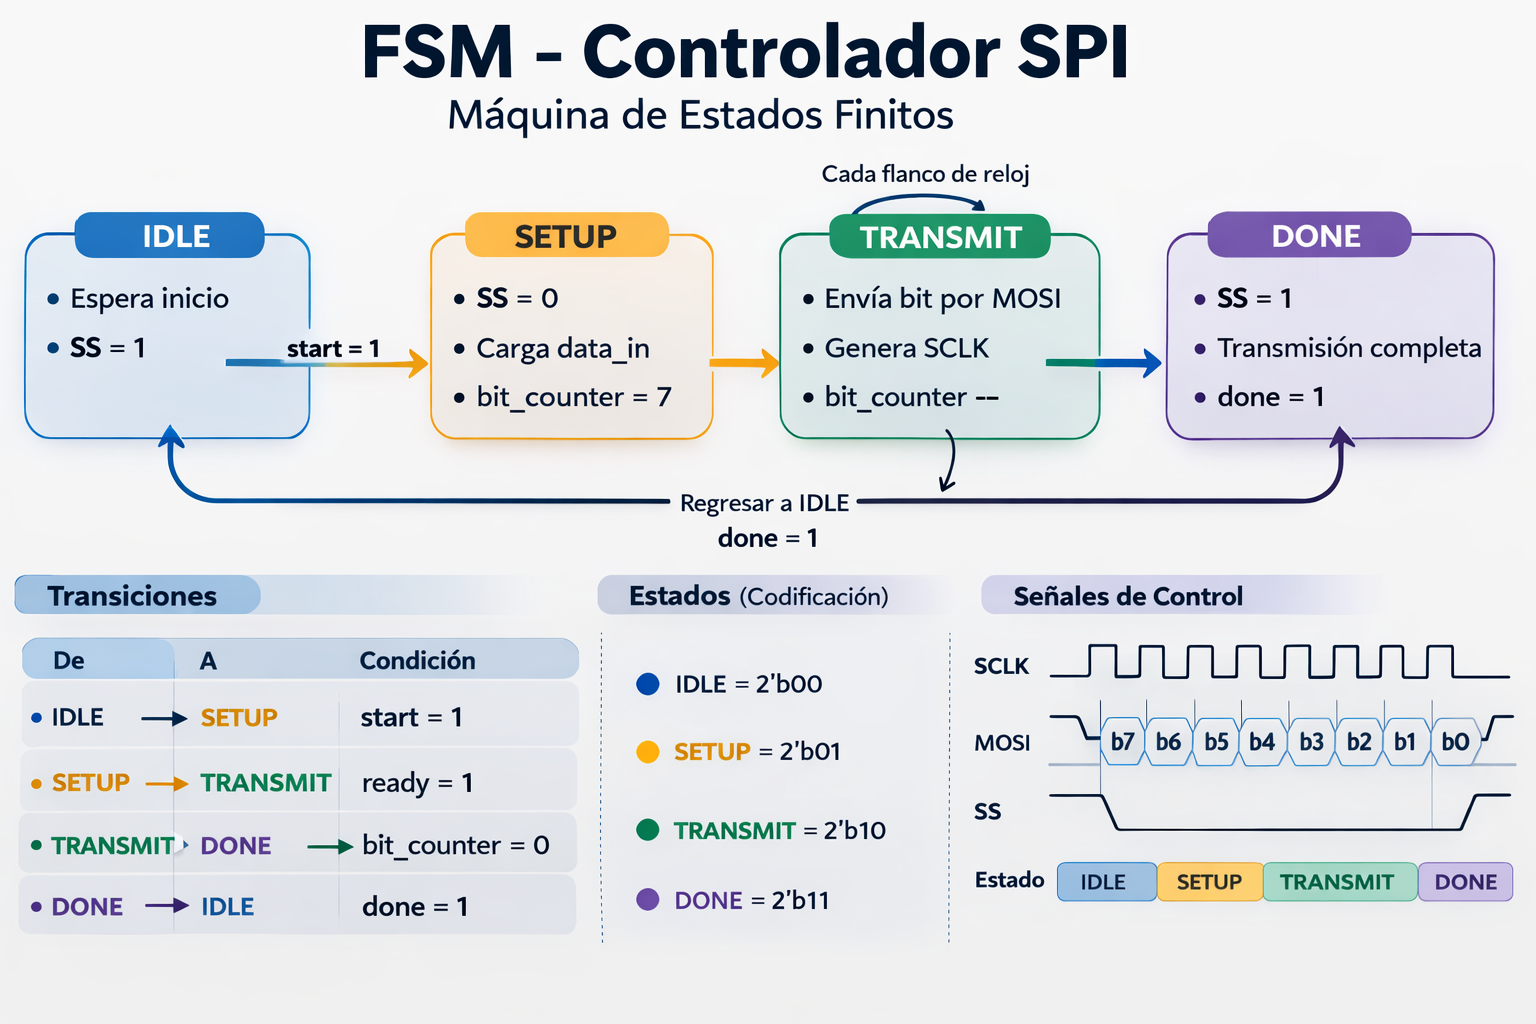 FSM - Controlador SPI
Máquina de Estados Finitos
Cada flanco de reloj
IDLE
• Espera inicio
• SS = 1
start = 1
SETUP
• SS = 0
• Carga data_in
• bit_counter = 7
TRANSMIT
• Envía bit por MOSI
• Genera SCLK
• bit_counter --
DONE
• SS = 1
• Transmisión completa
• done = 1
Regresar a IDLE
done = 1
Transiciones
De A Condición
• IDLE → SETUP start = 1
• SETUP → TRANSMIT ready = 1
• TRANSMIT DONE → bit_counter = 0
• DONE → IDLE done = 1
Estados (Codificación)
IDLE = 2'b00
SETUP = 2'b01
TRANSMIT = 2'b10
DONE = 2'b11
Señales de Control
SCLK
MOSI b7 b6 b5 b4 b3 b2 b1 b0
SS
Estado IDLE SETUP TRANSMIT DONE